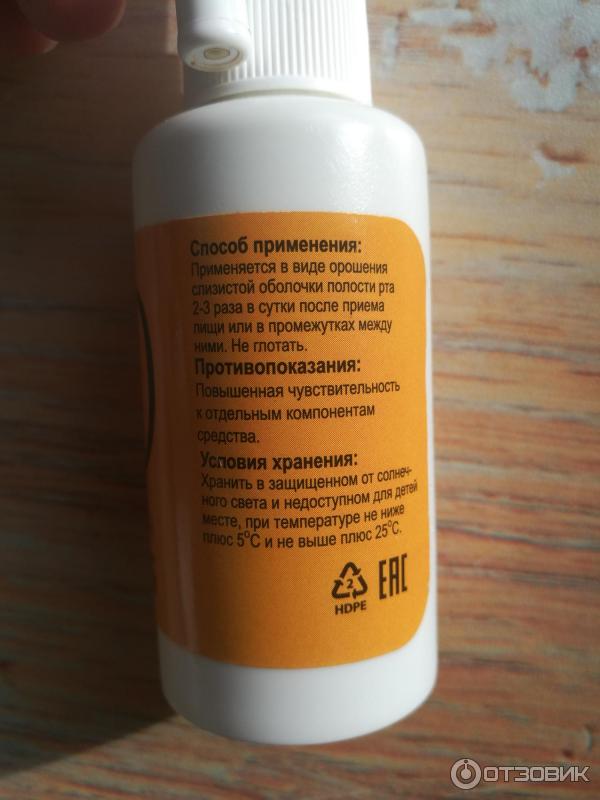 Способ применения:
Применяется в виде орошения
слизистой оболочки полости рта
2-3 раза в сутки после приема
пищи или в промежутках между
ними. Не глотать.
Противопоказания:
Повышенная чувствительность
к отдельным компонентам
средства.
Условия хранения:
Хранить в защищенном от солнеч-
ного света и недоступном для детей
месте, при температуре не ниже
плюс 5°C и не выше плюс 25°C.
2
HDPE
EAC
ОТЗОВИК